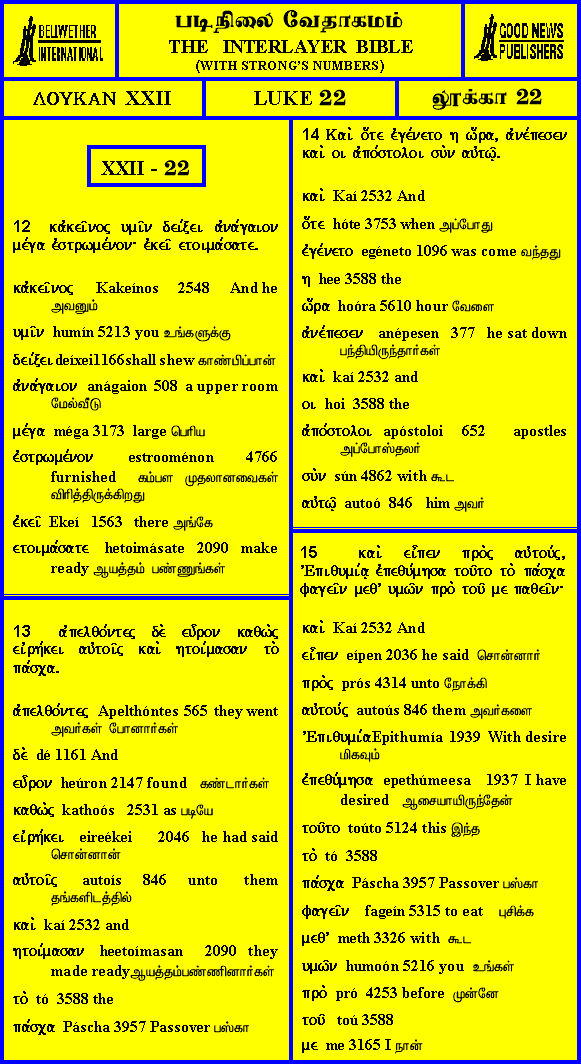 BELLWETHER
INTERNATIONAL
படிநிலை வேதாகமம்
THE INTERLAYER BIBLE
(WITH STRONG'S NUMBERS)
GOOD NEWS
PUBLISHERS
ΛΟΥΚΑΝ XXII
LUKE 22
லூக்கா 22
XXII - 22
12 κἀκεῖνος υμῖν δείξει ἀνάγαιον
μέγα ἐστρωμένον· ἐκεῖ ετοιμάσατε.
κἀκεῖνος Kakeínos 2548 And he
அவனும்
υμῖν humín 5213 you உங்களுக்கு
δείξει deíxei1166shall shew காண்பிப்பான்
ἀνάγαιον anágaion 508 a upper room
மேல்வீடு
μέγα méga 3173 large பெரிய
ἐστρωμένον estrooménon 4766
furnished கம்பள முதலானவைகள்
விரித்திருக்கிறது
ἐκεῖ Ekeí 1563 there அங்கே
ετοιμάσατε hetoimásate 2090 make
ready ஆயத்தம் பண்ணுங்கள்
13 ἀπελθόντες δὲ εὗρον καθὼς
εἰρήκει αὐτοῖς καὶ ητοίμασαν τὸ
πάσχα.
ἀπελθόντες Apelthóntes 565 they went
அவர்கள் போனார்கள்
δὲ dé 1161 And
εὗρον heúron 2147 found கண்டார்கள்
καθὼς kathoós 2531 as படியே
εἰρήκει eireékei 2046 he had said
சொன்னான்
αὐτοῖς autoís 846 unto them
தங்களிடத்தில்
καὶ kaí 2532 and
ητοίμασαν heetoímasan 2090 they
made readyஆயத்தம்பண்ணினார்கள்
τὸ tó 3588 the
πάσχα Páscha 3957 Passover பஸ்கா
14 Καὶ ὅτε ἐγένετο η ὥρα, ἀνέπεσεν
καὶ οι ἀπόστολοι σὺν αὐτῷ.
καὶ Kaí 2532 And
ὅτε hóte 3753 when அப்போது
ἐγένετο egéneto 1096 was come வந்தது
η hee 3588 the
ὥρα hoóra 5610 hour வேளை
ἀνέπεσεν anépesen 377 he sat down
பந்தியிருந்தார்கள்
καὶ kaí 2532 and
οι hoi 3588 the
ἀπόστολοι apóstoloi 652 apostles
அப்போஸ்தலர்
σὺν sún 4862 with கூட
αὐτῷ autoó 846 him அவர்
15 καὶ εἶπεν πρὸς αὐτούς,
Ἐπιθυμίᾳ ἐπεθύμησα τοῦτο τὸ πάσχα
φαγεῖν μεθ' υμῶν πρὸ τοῦ με παθεῖν·
καὶ Kaí 2532 And
εἶπεν eípen 2036 he said சொன்னார்
πρὸς prós 4314 unto நோக்கி
αὐτούς autoús 846 them அவர்களை
ἘπιθυμίαEpithumía 1939 With desire
மிகவும்
ἐπεθύμησα epethúmeesa 1937 I have
desired ஆசையாயிருந்தேன்
τοῦτο toúto 5124 this இந்த
τὸ tó 3588
πάσχα Páscha 3957 Passover பஸ்கா
φαγεῖν fageín 5315 to eat புசிக்க
μεθ' meth 3326 with கூட
υμῶν humoón 5216 you உங்கள்
πρὸ pró 4253 before முன்னே
τοῦ toú 3588
με me 3165 I நான்